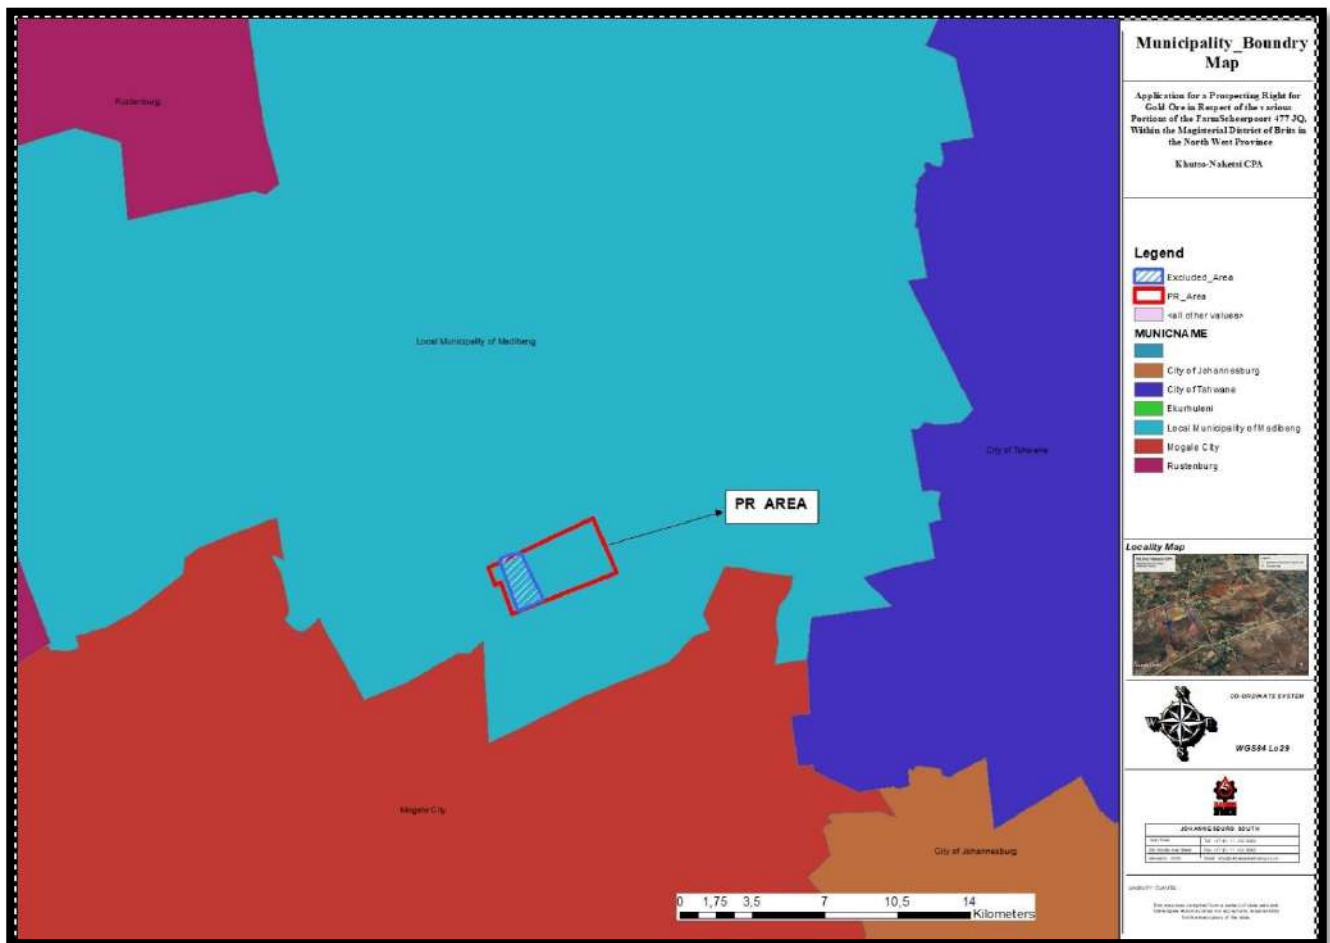 Rustenburg
Local Municipality of Madibeng
City of Tshwane
PR AREA
Mogale City
City of Johannesburg
0 1,75 3,5 7 10,5 14
Kilometers
Municipality_Boundry
Map
Application for a Prospecting Right for
Gold Ore in Respect of the various
Portions of the FarmScheerpoort 477 JQ,
Within the Magisterial District of Brits in
the North West Province
Khutso-Naketsi CPA
Legend
Excluded_Area
PR_Area
<all other values>
MUNICNAME
City of Johannesburg
City of Tshwane
Ekurhuleni
Local Municipality of Madibeng
Mogale City
Rustenburg
Locality Map
CO-ORDINATE SYSTEM
WGS84 Lo29
JOHANNESBURG SOUTH